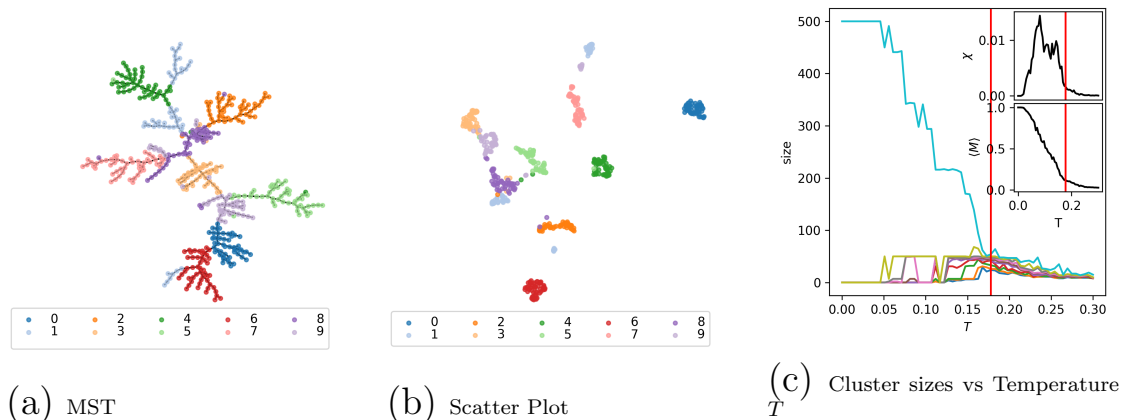 0 2 4 6 8
1 3 5 7 9
(a) MST
0 2 4 6 8
1 3 5 7 9
(b) Scatter Plot
500
400
300
200
100
0
size
0.00 0.05 0.10 0.15 0.20 0.25 0.30
T
0.01
0.00
χ
1.0
0.5
0.0
⟨M⟩
0.0 0.2
T
(c) Cluster sizes vs Temperature
T